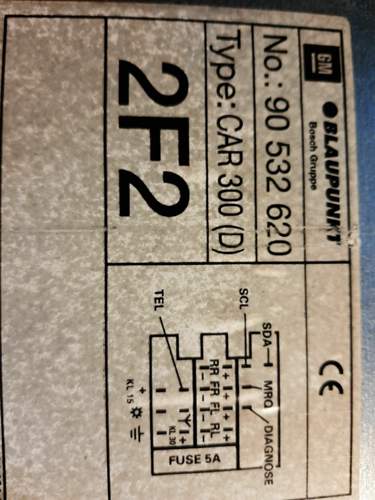 GM
BLAUPUNKT
Bosch Gruppe
No.: 90 532 620
Type: CAR 300 (D)
2F2
CE
SDA
MRQ
DIAGNOSE
SCL
+ + + +
RR FR FL RL
- - - -
TEL
+
KL 15
KL 30
FUSE 5A